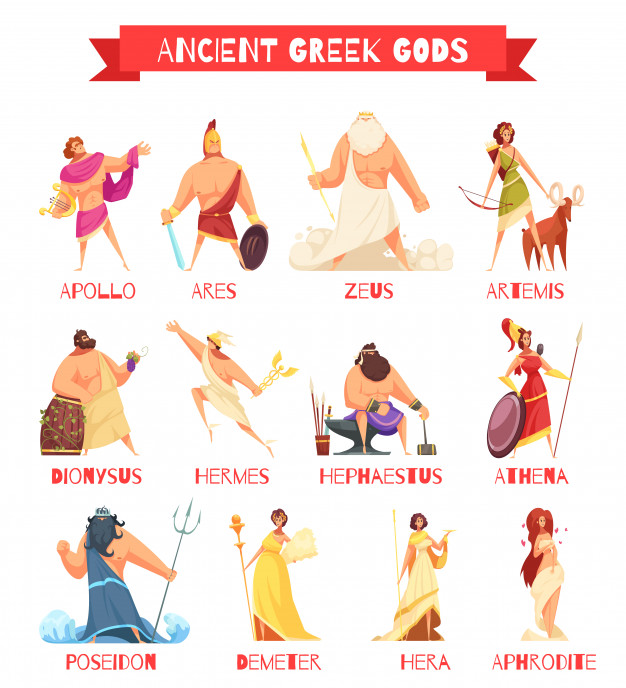 ANCIENT GREEK GODS
APOLLO ARES ZEUS ARTEMIS
DIONYSUS HERMES HEPHAESTUS ATHENA
POSEIDON DEMETER HERA APHRODITE